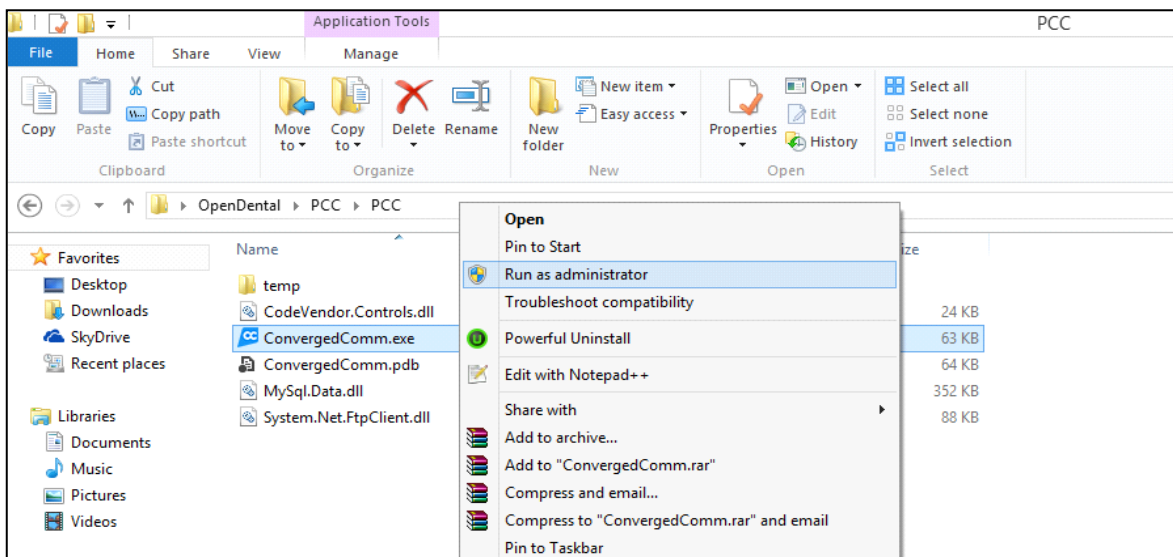 Application Tools
PCC
File Home Share View Manage
Copy
Paste
Cut
Copy path
Paste shortcut
Clipboard
Move to
Copy to
Delete
Rename
Organize
New folder
New item
Easy access
New
Properties
Open
Edit
History
Open
Select all
Select none
Invert selection
Select
OpenDental PCC PCC
Favorites
Desktop
Downloads
SkyDrive
Recent places
Libraries
Documents
Music
Pictures
Videos
Name
temp
CodeVendor.Controls.dll
ConvergedComm.exe
ConvergedComm.pdb
MySql.Data.dll
System.Net.FtpClient.dll
Open
Pin to Start
Run as administrator
Troubleshoot compatibility
Powerful Uninstall
Edit with Notepad++
Share with
Add to archive...
Add to "ConvergedComm.rar"
Compress and email...
Compress to "ConvergedComm.rar" and email
Pin to Taskbar
ize
24 KB
63 KB
64 KB
352 KB
88 KB